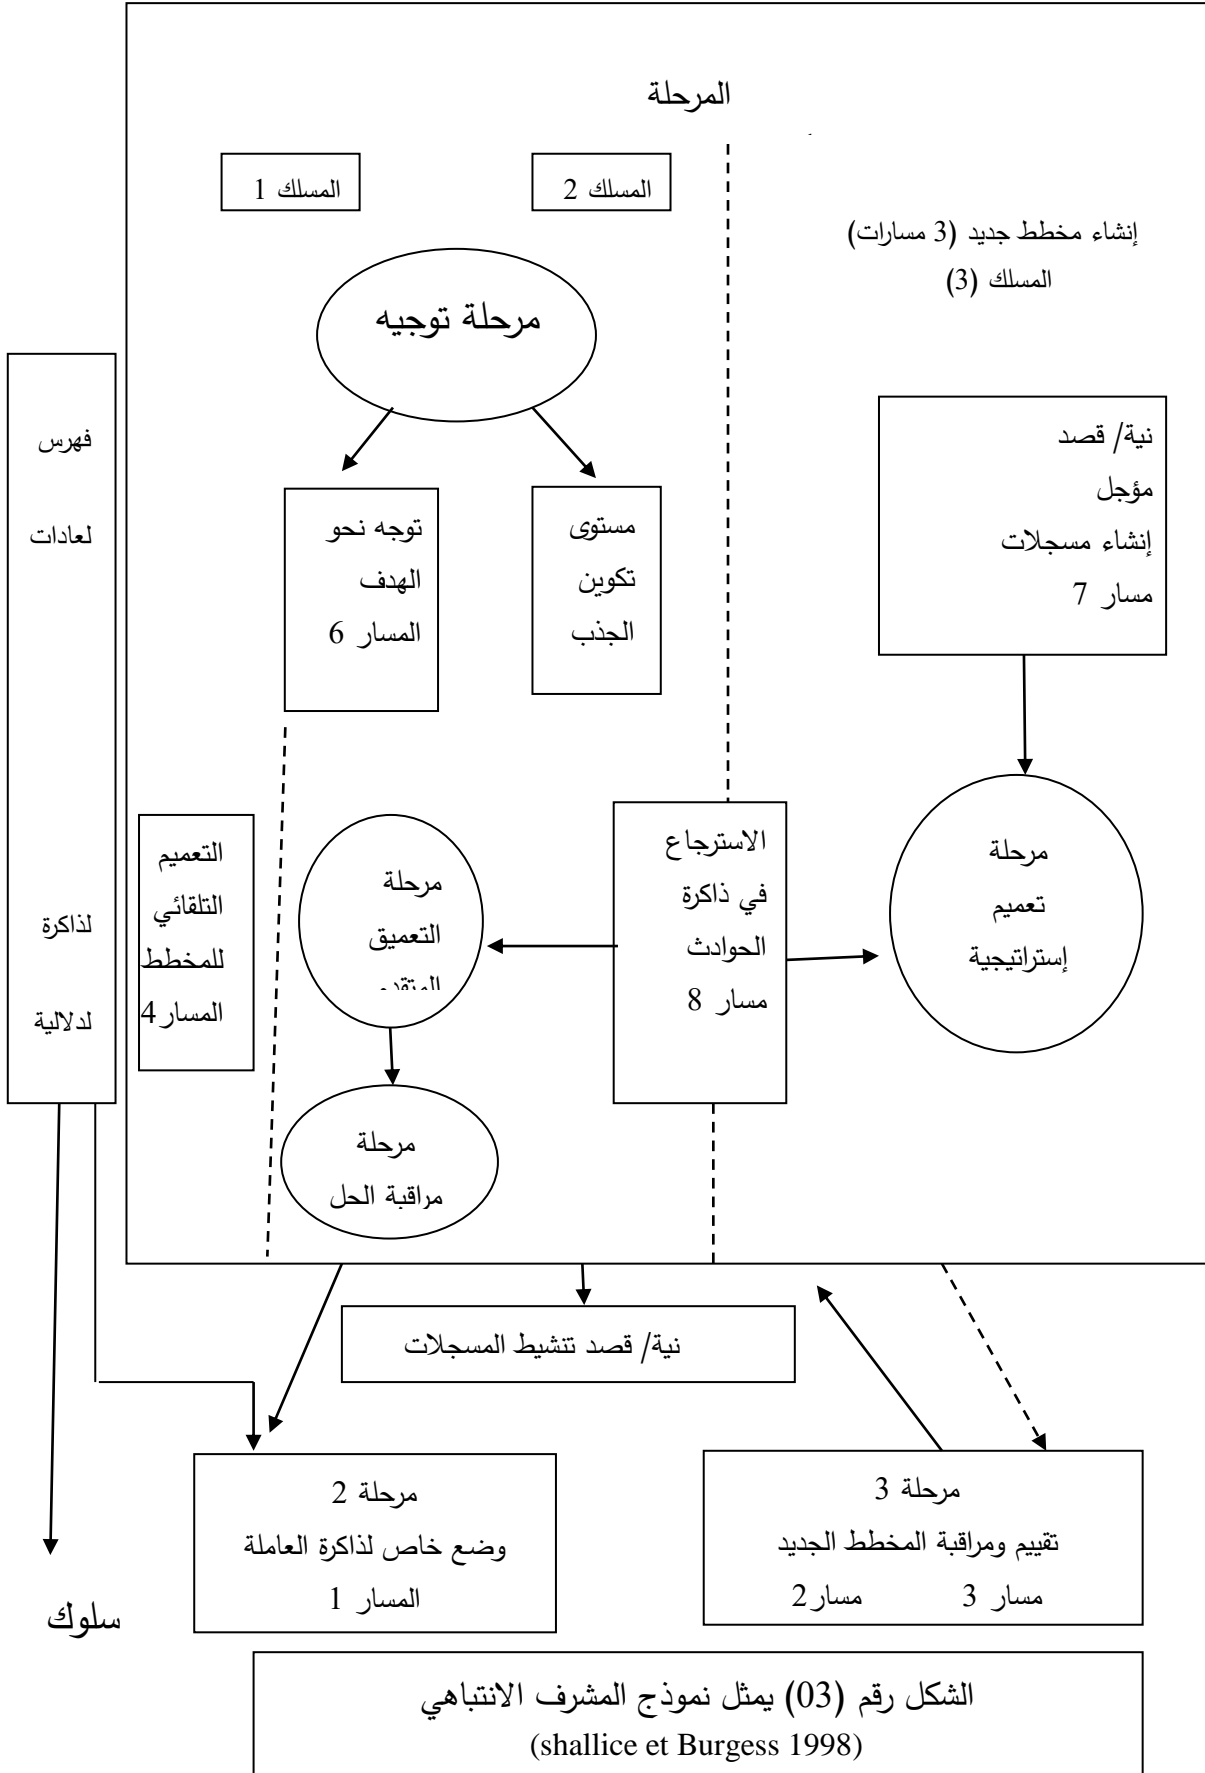 المرحلة
المسلك 1
المسلك 2
إنشاء مخطط جديد (3 مسارات)
المسلك (3)
مرحلة توجيه
فهرس
لعادات
لذاكرة
لدلالية
توجه نحو
الهدف
المسار 6
مستوى
تكوين
الجذب
نية/ قصد
مؤجل
إنشاء مسجلات
مسار 7
التعميم
التلقائي
للمخطط
المسار4
مرحلة
التعميق
الاسترجاع
في ذاكرة
الحوادث
مسار 8
مرحلة
تعميم
إستراتيجية
مرحلة
مراقبة الحل
نية/ قصد تنشيط المسجلات
مرحلة 2
وضع خاص لذاكرة العاملة
المسار 1
مرحلة 3
تقييم ومراقبة المخطط الجديد
مسار 3 مسار2
سلوك
الشكل رقم (03) يمثل نموذج المشرف الانتباهي
(shallice et Burgess 1998)